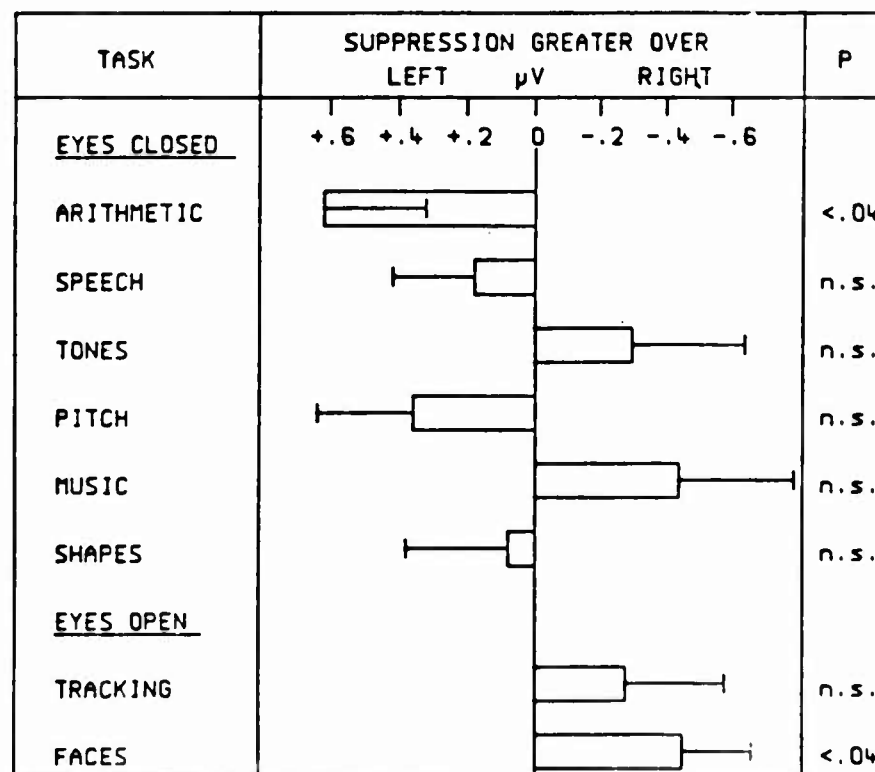 TASK SUPPRESSION GREATER OVER P
LEFT µV RIGHT
EYES CLOSED +.6 +.4 +.2 0 -.2 -.4 -.6
ARITHMETIC <.04
SPEECH n.s.
TONES n.s.
PITCH n.s.
MUSIC n.s.
SHAPES n.s.
EYES OPEN
TRACKING n.s.
FACES <.04